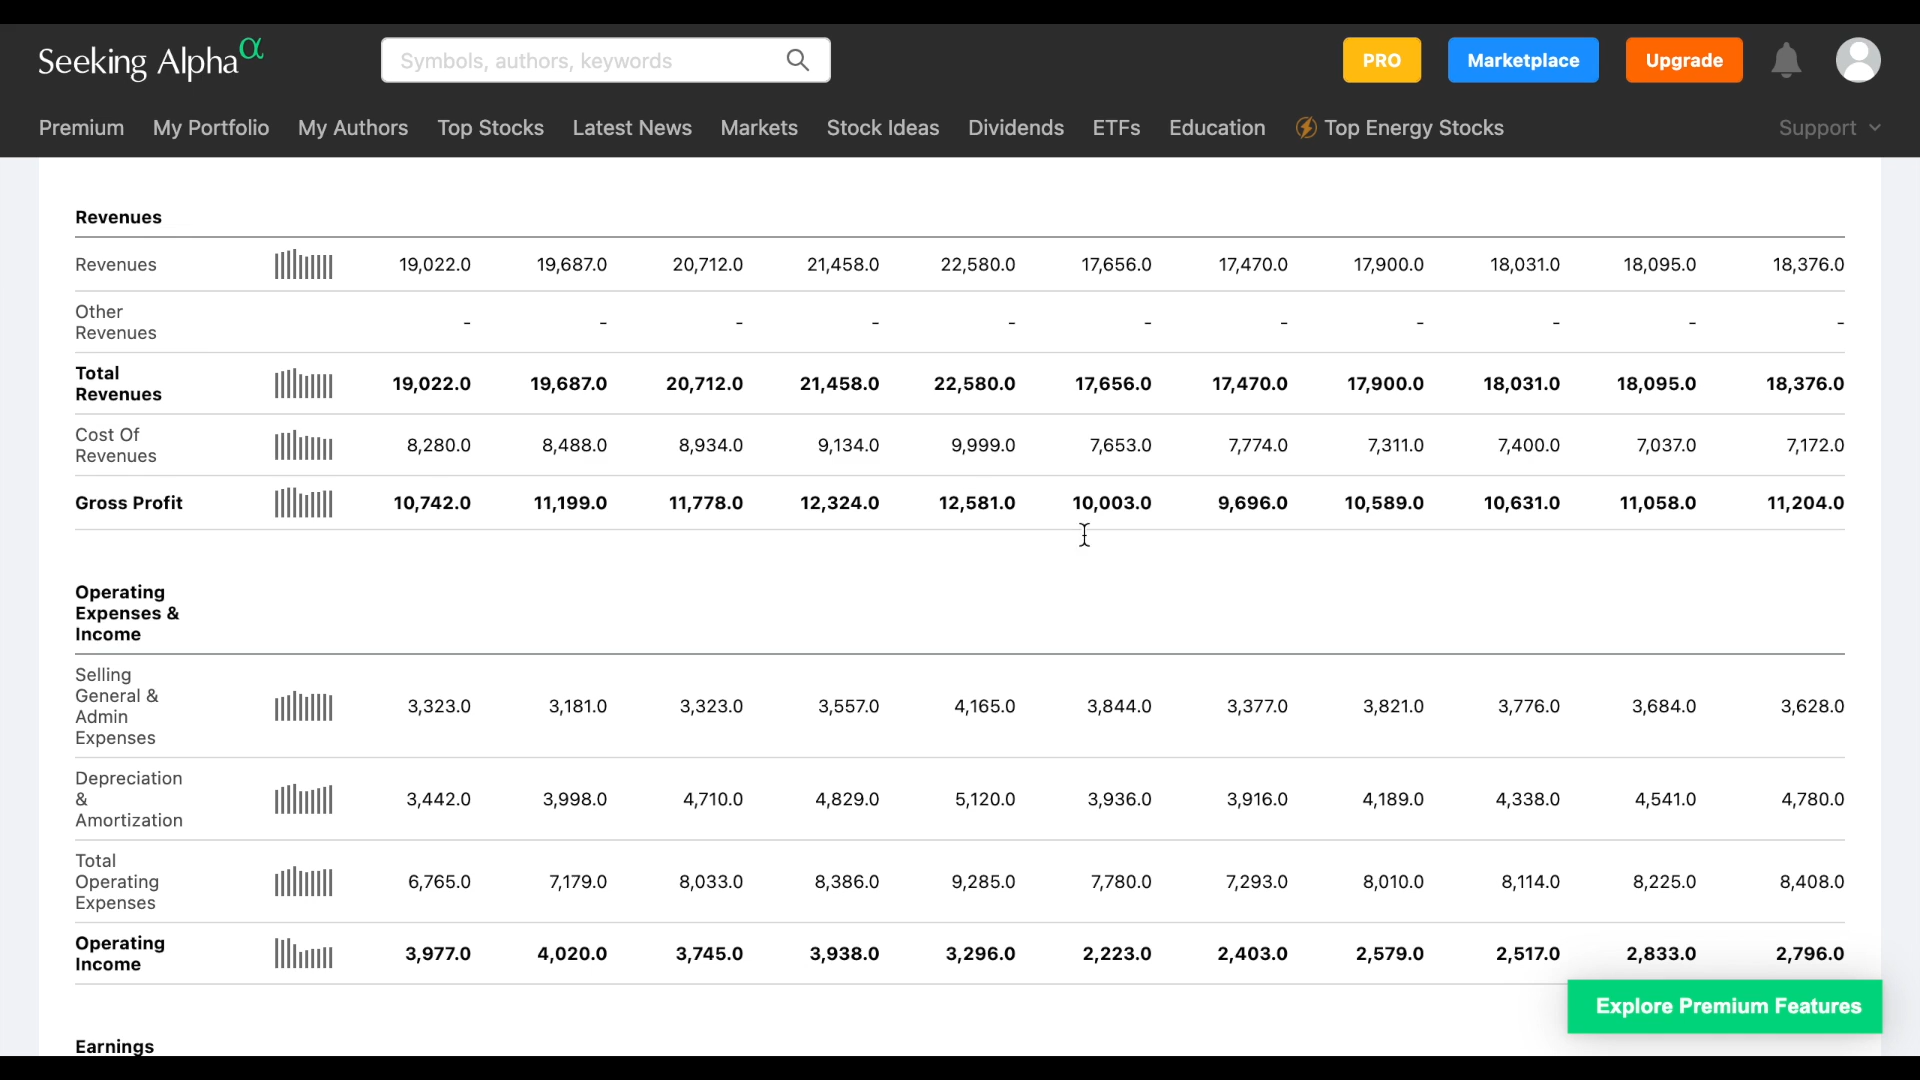 Seeking Alpha α
Symbols, authors, keywords
PRO
Marketplace
Upgrade
Premium My Portfolio My Authors Top Stocks Latest News Markets Stock Ideas Dividends ETFs Education Top Energy Stocks Support
Revenues
Revenues 19,022.0 19,687.0 20,712.0 21,458.0 22,580.0 17,656.0 17,470.0 17,900.0 18,031.0 18,095.0 18,376.0
Other
Revenues - - - - - - - - - - -
Total
Revenues 19,022.0 19,687.0 20,712.0 21,458.0 22,580.0 17,656.0 17,470.0 17,900.0 18,031.0 18,095.0 18,376.0
Cost Of
Revenues 8,280.0 8,488.0 8,934.0 9,134.0 9,999.0 7,653.0 7,774.0 7,311.0 7,400.0 7,037.0 7,172.0
Gross Profit 10,742.0 11,199.0 11,778.0 12,324.0 12,581.0 10,003.0 9,696.0 10,589.0 10,631.0 11,058.0 11,204.0
Operating
Expenses &
Income
Selling
General &
Admin
Expenses 3,323.0 3,181.0 3,323.0 3,557.0 4,165.0 3,844.0 3,377.0 3,821.0 3,776.0 3,684.0 3,628.0
Depreciation
&
Amortization 3,442.0 3,998.0 4,710.0 4,829.0 5,120.0 3,936.0 3,916.0 4,189.0 4,338.0 4,541.0 4,780.0
Total
Operating
Expenses 6,765.0 7,179.0 8,033.0 8,386.0 9,285.0 7,780.0 7,293.0 8,010.0 8,114.0 8,225.0 8,408.0
Operating
Income 3,977.0 4,020.0 3,745.0 3,938.0 3,296.0 2,223.0 2,403.0 2,579.0 2,517.0 2,833.0 2,796.0
Explore Premium Features
Earnings